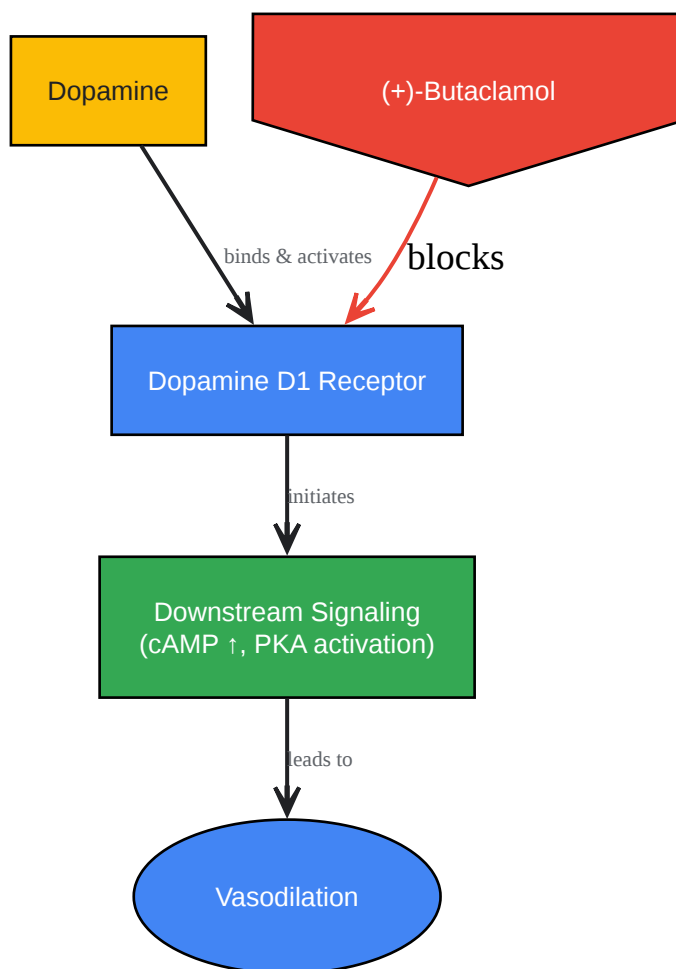 Dopamine
(+)-Butaclamol
binds & activates
blocks
Dopamine D1 Receptor
initiates
Downstream Signaling
(cAMP ↑, PKA activation)
leads to
Vasodilation